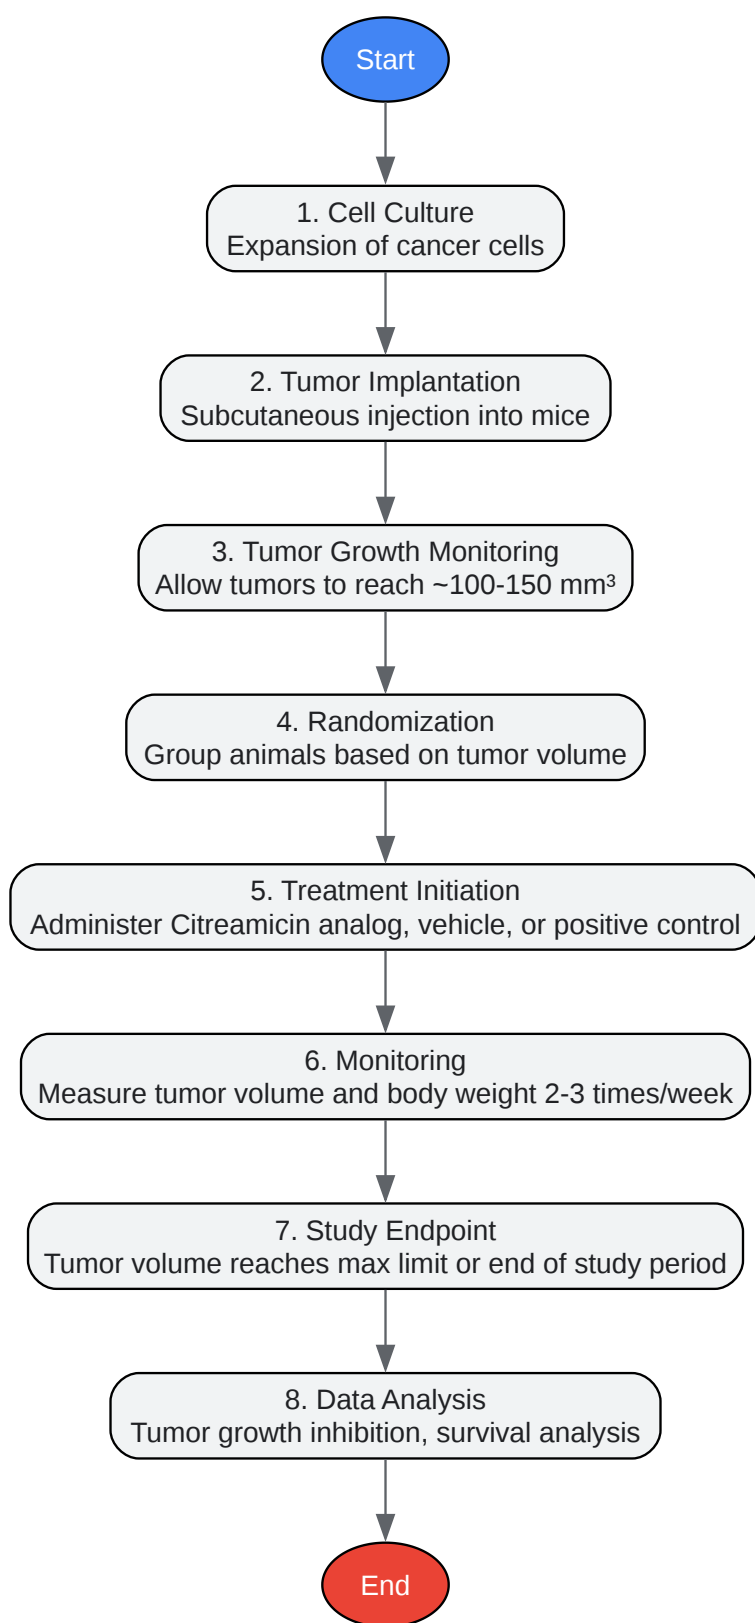 Start
1. Cell Culture
Expansion of cancer cells
2. Tumor Implantation
Subcutaneous injection into mice
3. Tumor Growth Monitoring
Allow tumors to reach ~100-150 mm³
4. Randomization
Group animals based on tumor volume
5. Treatment Initiation
Administer Citreamicin analog, vehicle, or positive control
6. Monitoring
Measure tumor volume and body weight 2-3 times/week
7. Study Endpoint
Tumor volume reaches max limit or end of study period
8. Data Analysis
Tumor growth inhibition, survival analysis
End